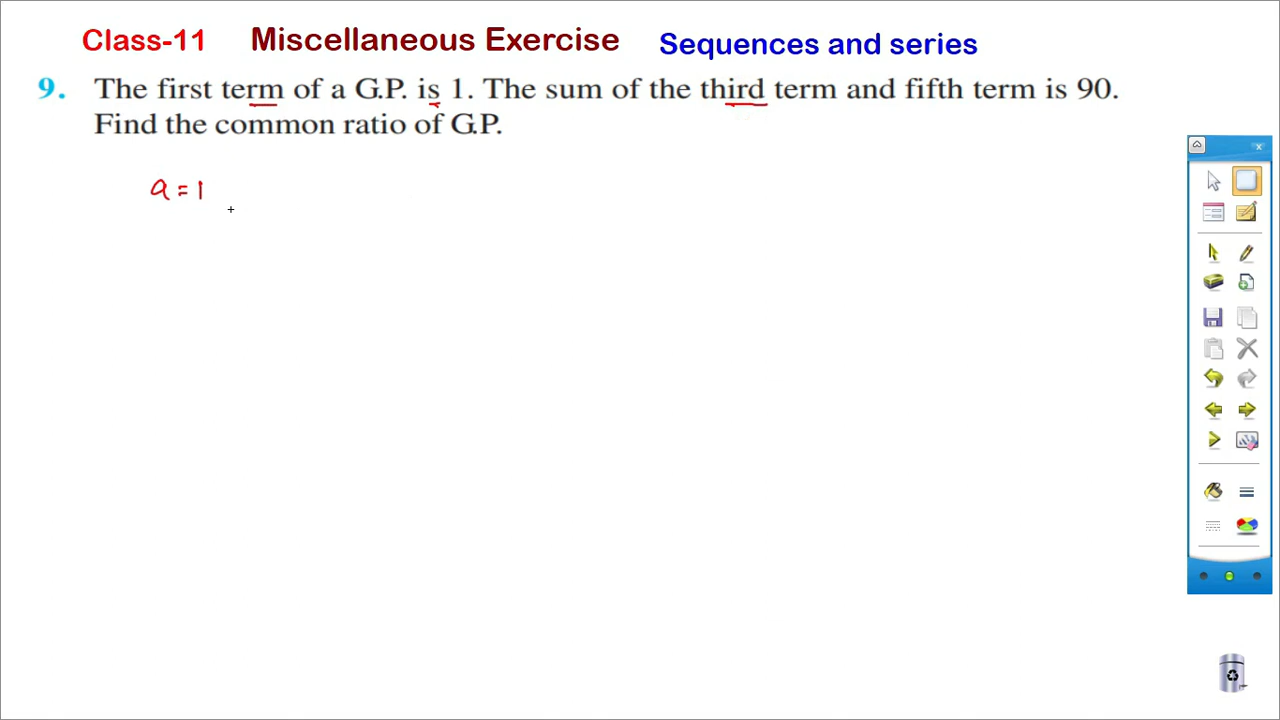 Class-11 Miscellaneous Exercise Sequences and series
9. The first term of a G.P. is 1. The sum of the third term and fifth term is 90.
Find the common ratio of G.P.
a = 1